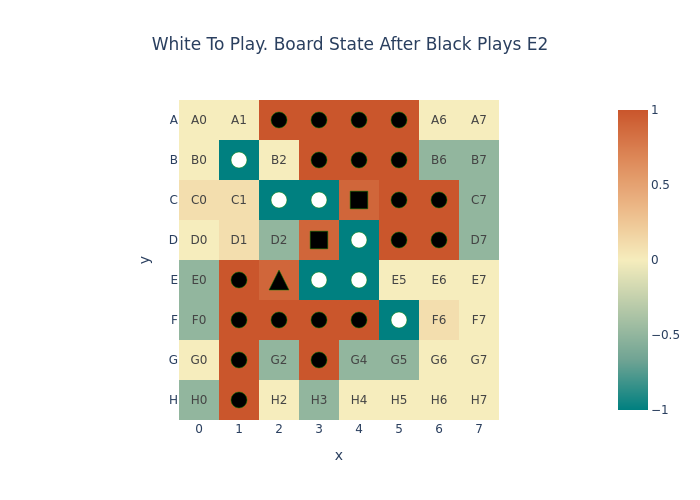 White To Play. Board State After Black Plays E2
A A0 A1 A6 A7
B B0 B2 B6 B7
C C0 C1 C7
D D0 D1 D2 D7
E E0 E5 E6 E7
F F0 F6 F7
G G0 G2 G4 G5 G6 G7
H H0 H2 H3 H4 H5 H6 H7
0 1 2 3 4 5 6 7
x
y
1
0.5
0
−0.5
−1